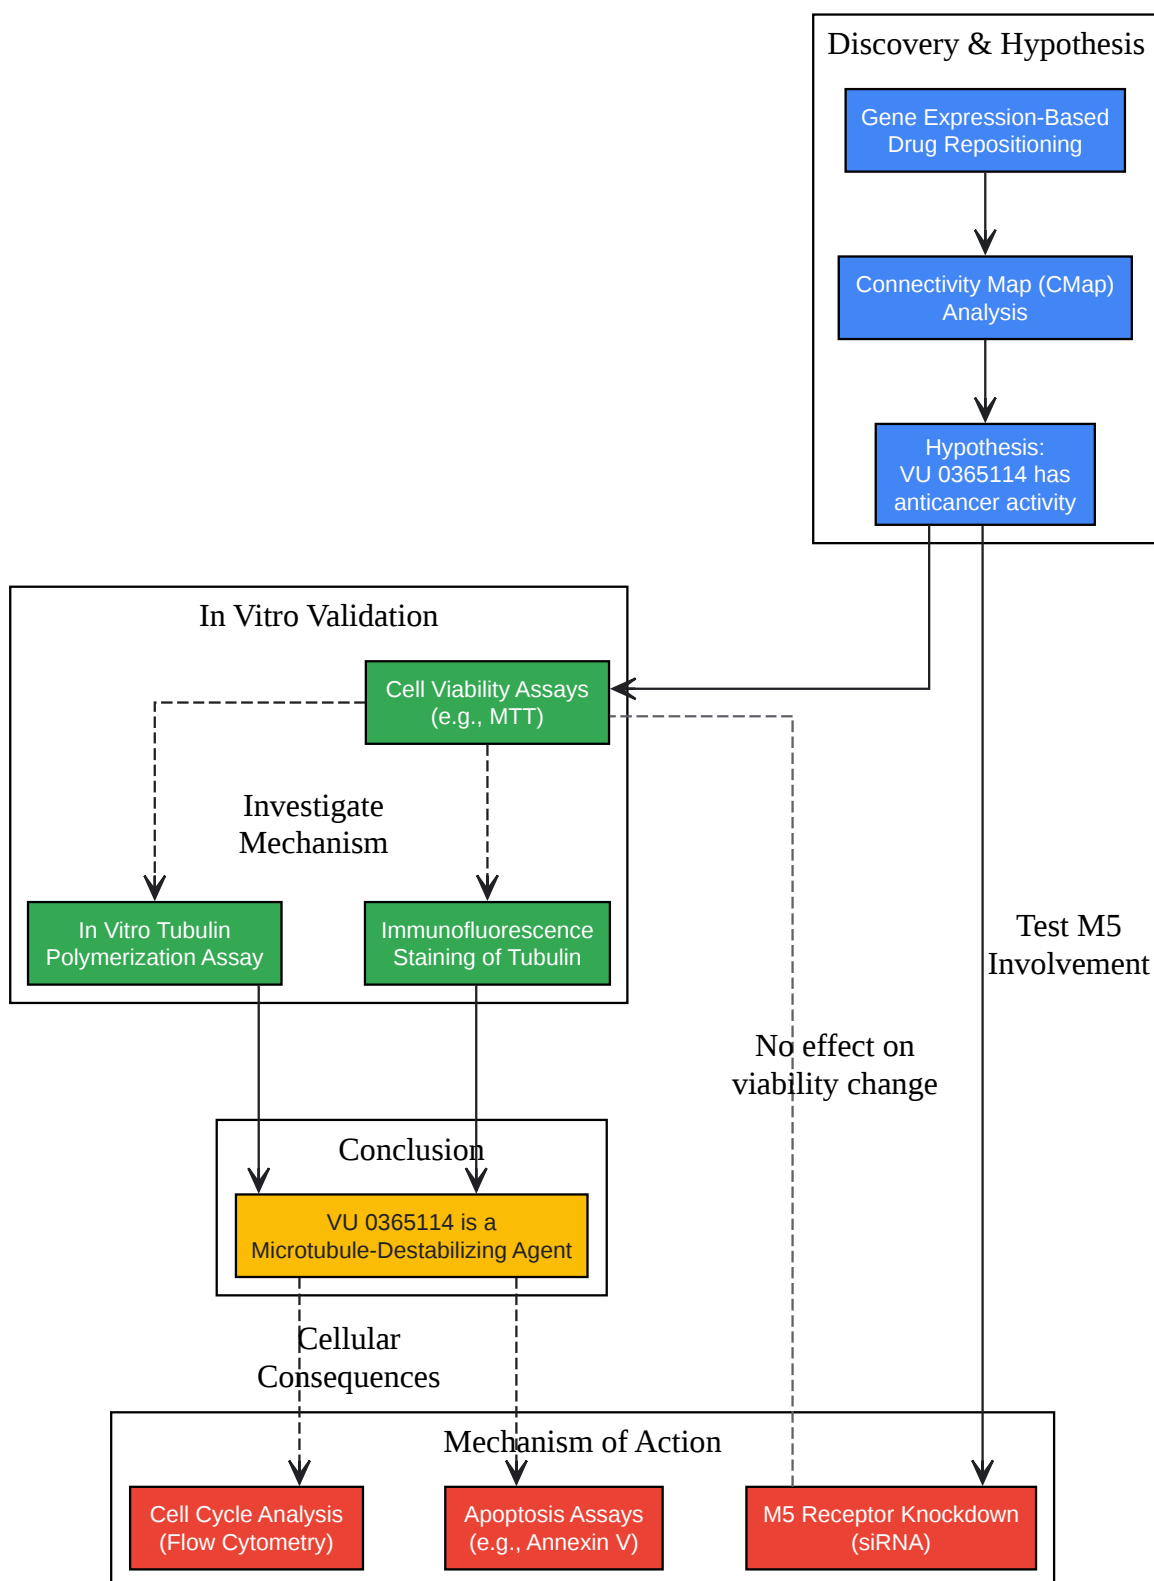 Discovery & Hypothesis
Gene Expression-Based
Drug Repositioning
Connectivity Map (CMap)
Analysis
Hypothesis:
VU 0365114 has
anticancer activity
In Vitro Validation
Cell Viability Assays
(e.g., MTT)
Investigate
Mechanism
In Vitro Tubulin
Polymerization Assay
Immunofluorescence
Staining of Tubulin
Test M5
Involvement
No effect on
viability change
Conclusion
VU 0365114 is a
Microtubule-Destabilizing Agent
Cellular
Consequences
Mechanism of Action
Cell Cycle Analysis
(Flow Cytometry)
Apoptosis Assays
(e.g., Annexin V)
M5 Receptor Knockdown
(siRNA)